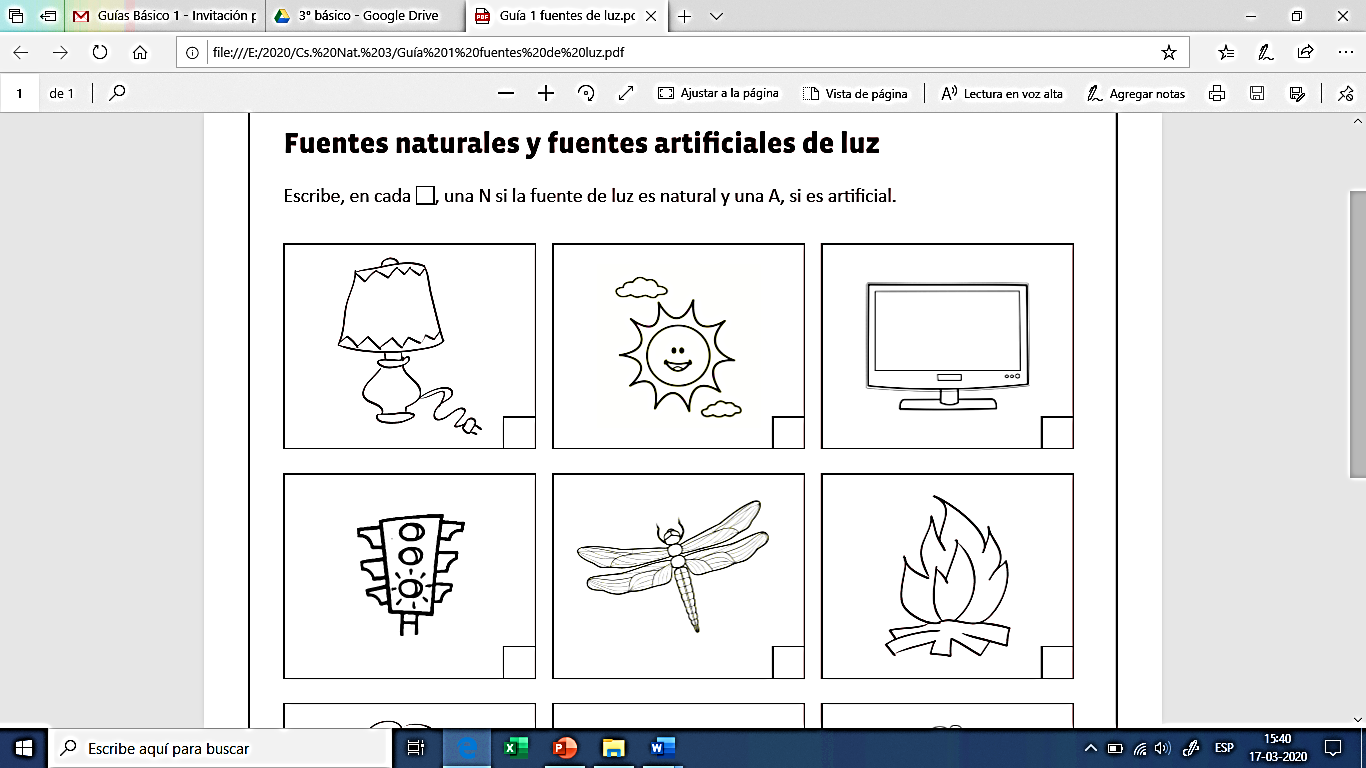 Guías Básico 1 - Invitación p
3° básico - Google Drive
Guía 1 fuentes de luz.pc
file:///E:/2020/Cs.%20Nat.%203/Guía%201%20fuentes%20de%20luz.pdf
1 de 1
Ajustar a la página
Vista de página
Lectura en voz alta
Agregar notas
Fuentes naturales y fuentes artificiales de luz
Escribe, en cada , una N si la fuente de luz es natural y una A, si es artificial.
Escribe aquí para buscar
ESP
15:40
17-03-2020